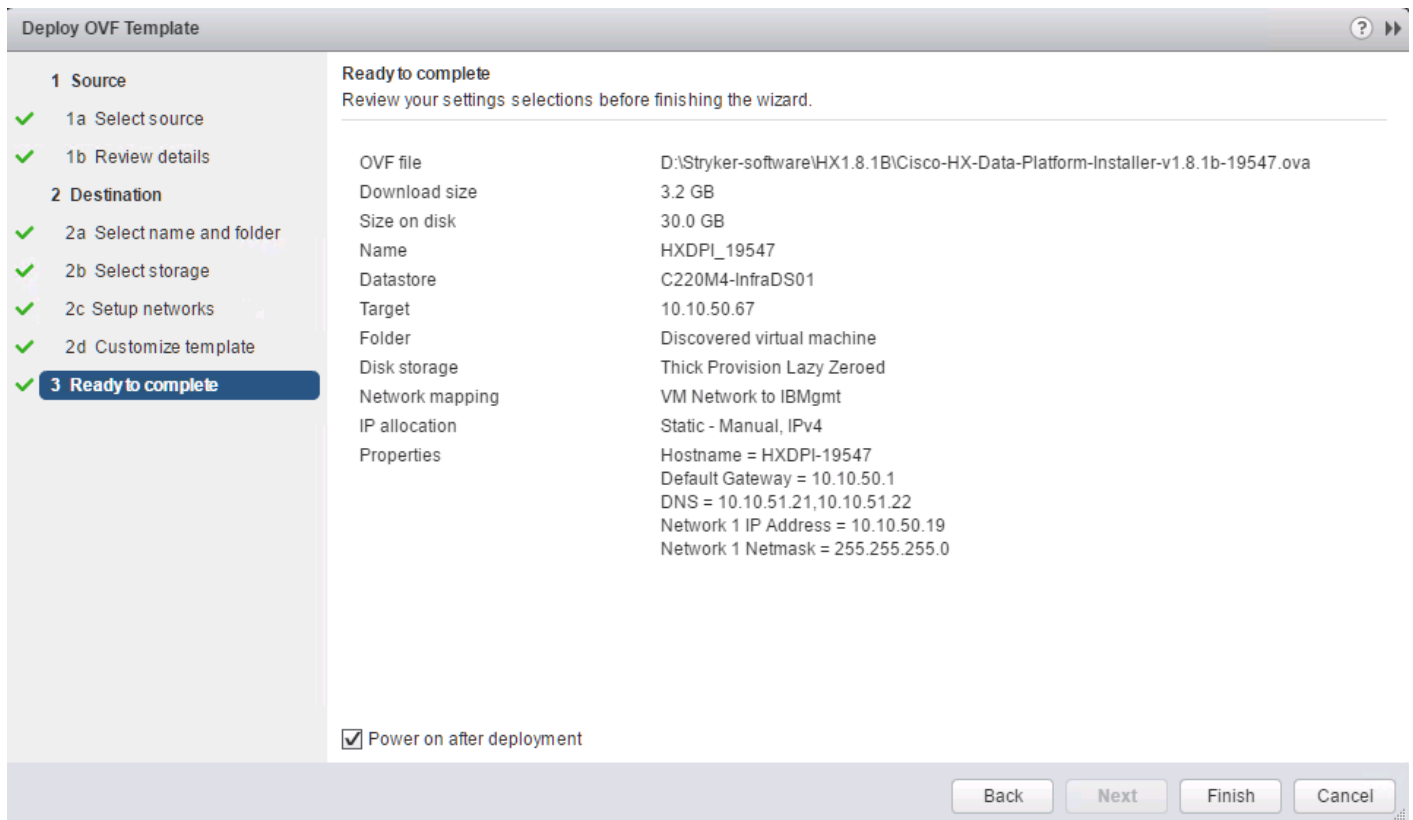 Deploy OVF Template
?
1 Source
1a Select source
1b Review details
2 Destination
2a Select name and folder
2b Select storage
2c Setup networks
2d Customize template
3 Ready to complete
Ready to complete
Review your settings selections before finishing the wizard.
OVF file D:\Stryker-software\HX1.8.1B\Cisco-HX-Data-Platform-Installer-v1.8.1b-19547.ova
Download size 3.2 GB
Size on disk 30.0 GB
Name HXDPI_19547
Datastore C220M4-InfraDS01
Target 10.10.50.67
Folder Discovered virtual machine
Disk storage Thick Provision Lazy Zeroed
Network mapping VM Network to IBMgmt
IP allocation Static - Manual, IPv4
Properties Hostname = HXDPI-19547
Default Gateway = 10.10.50.1
DNS = 10.10.51.21,10.10.51.22
Network 1 IP Address = 10.10.50.19
Network 1 Netmask = 255.255.255.0
Power on after deployment
Back Next Finish Cancel